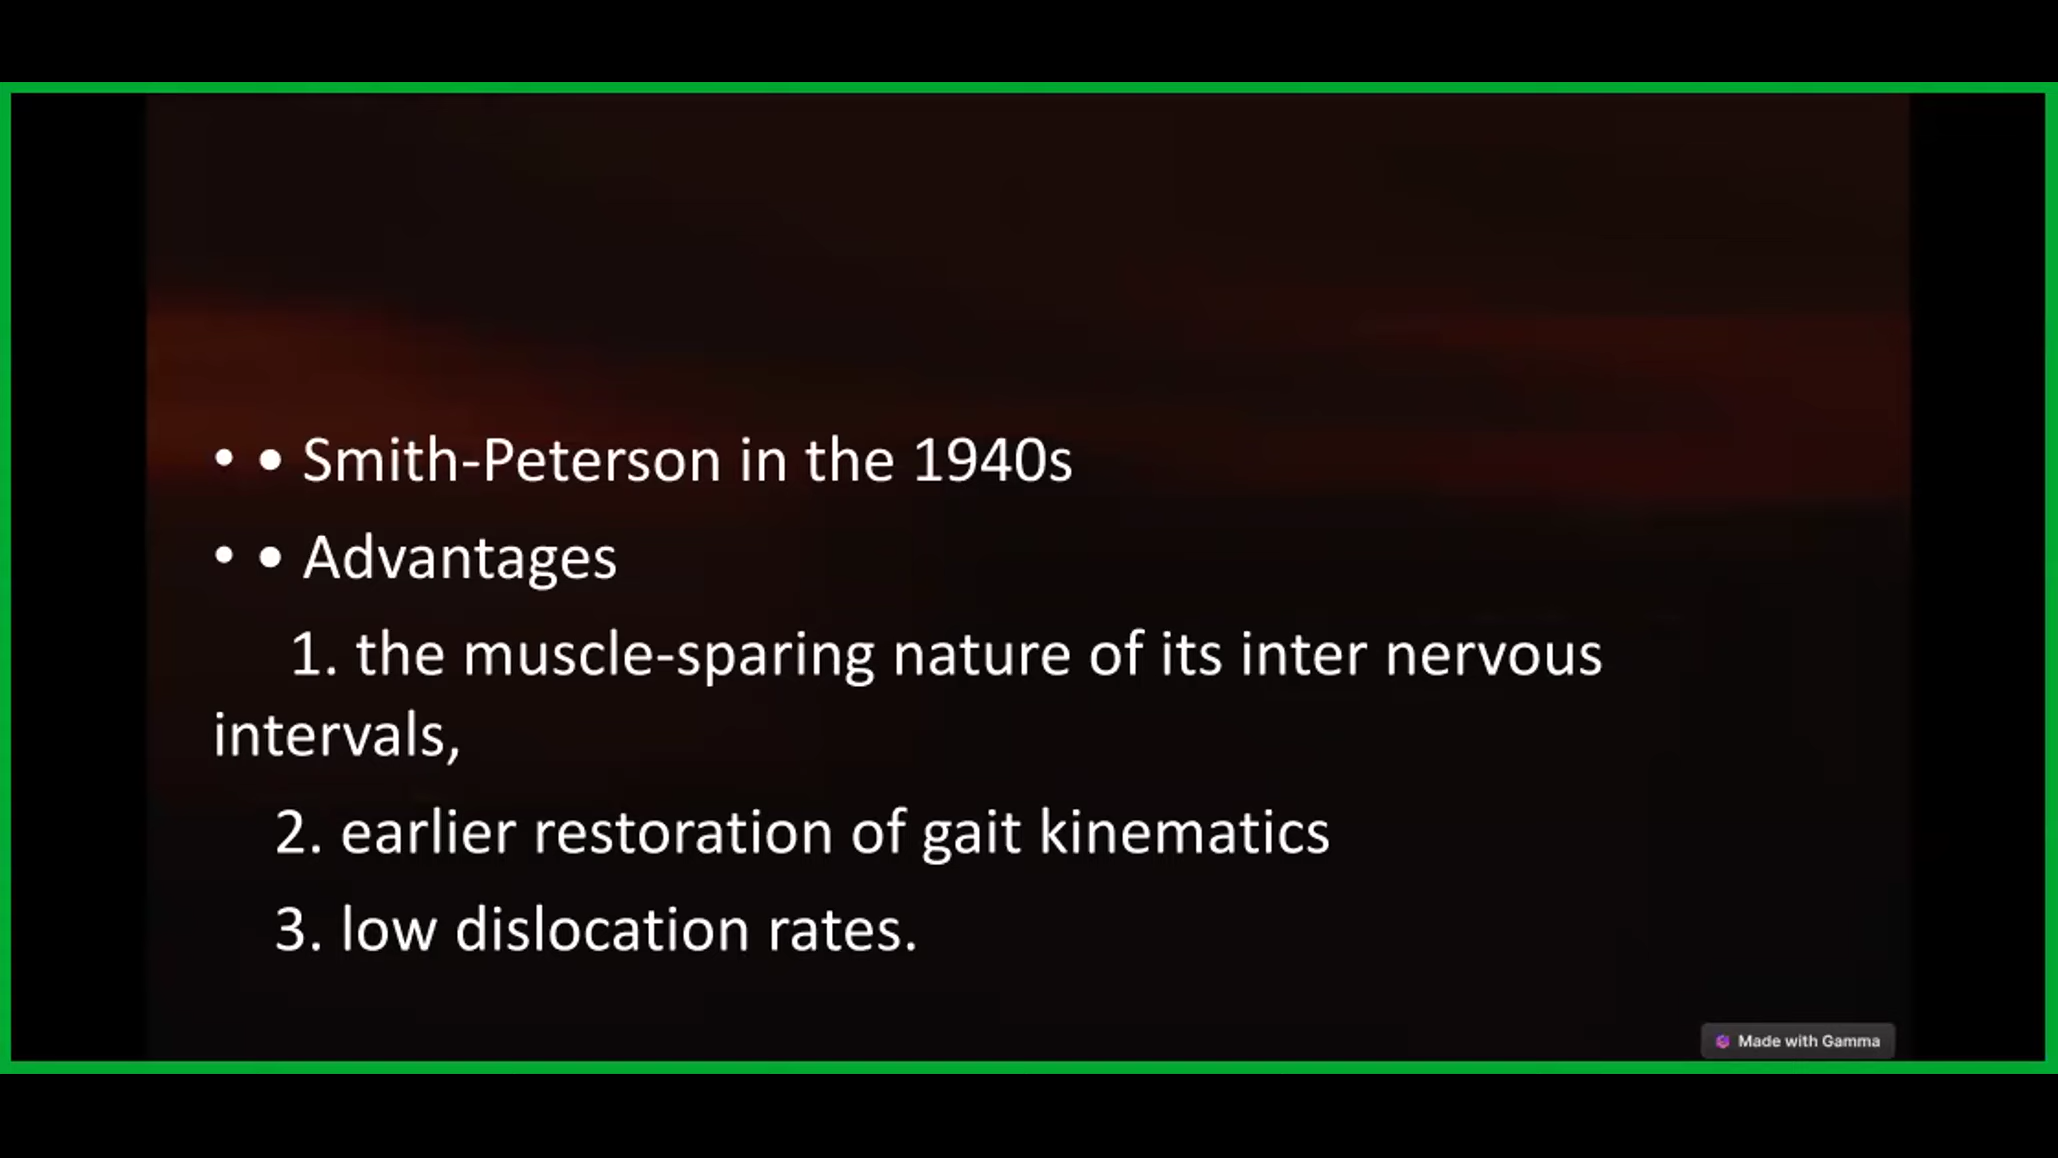 • • Smith-Peterson in the 1940s
• • Advantages
1. the muscle-sparing nature of its inter nervous
intervals,
2. earlier restoration of gait kinematics
3. low dislocation rates.
Made with Gamma